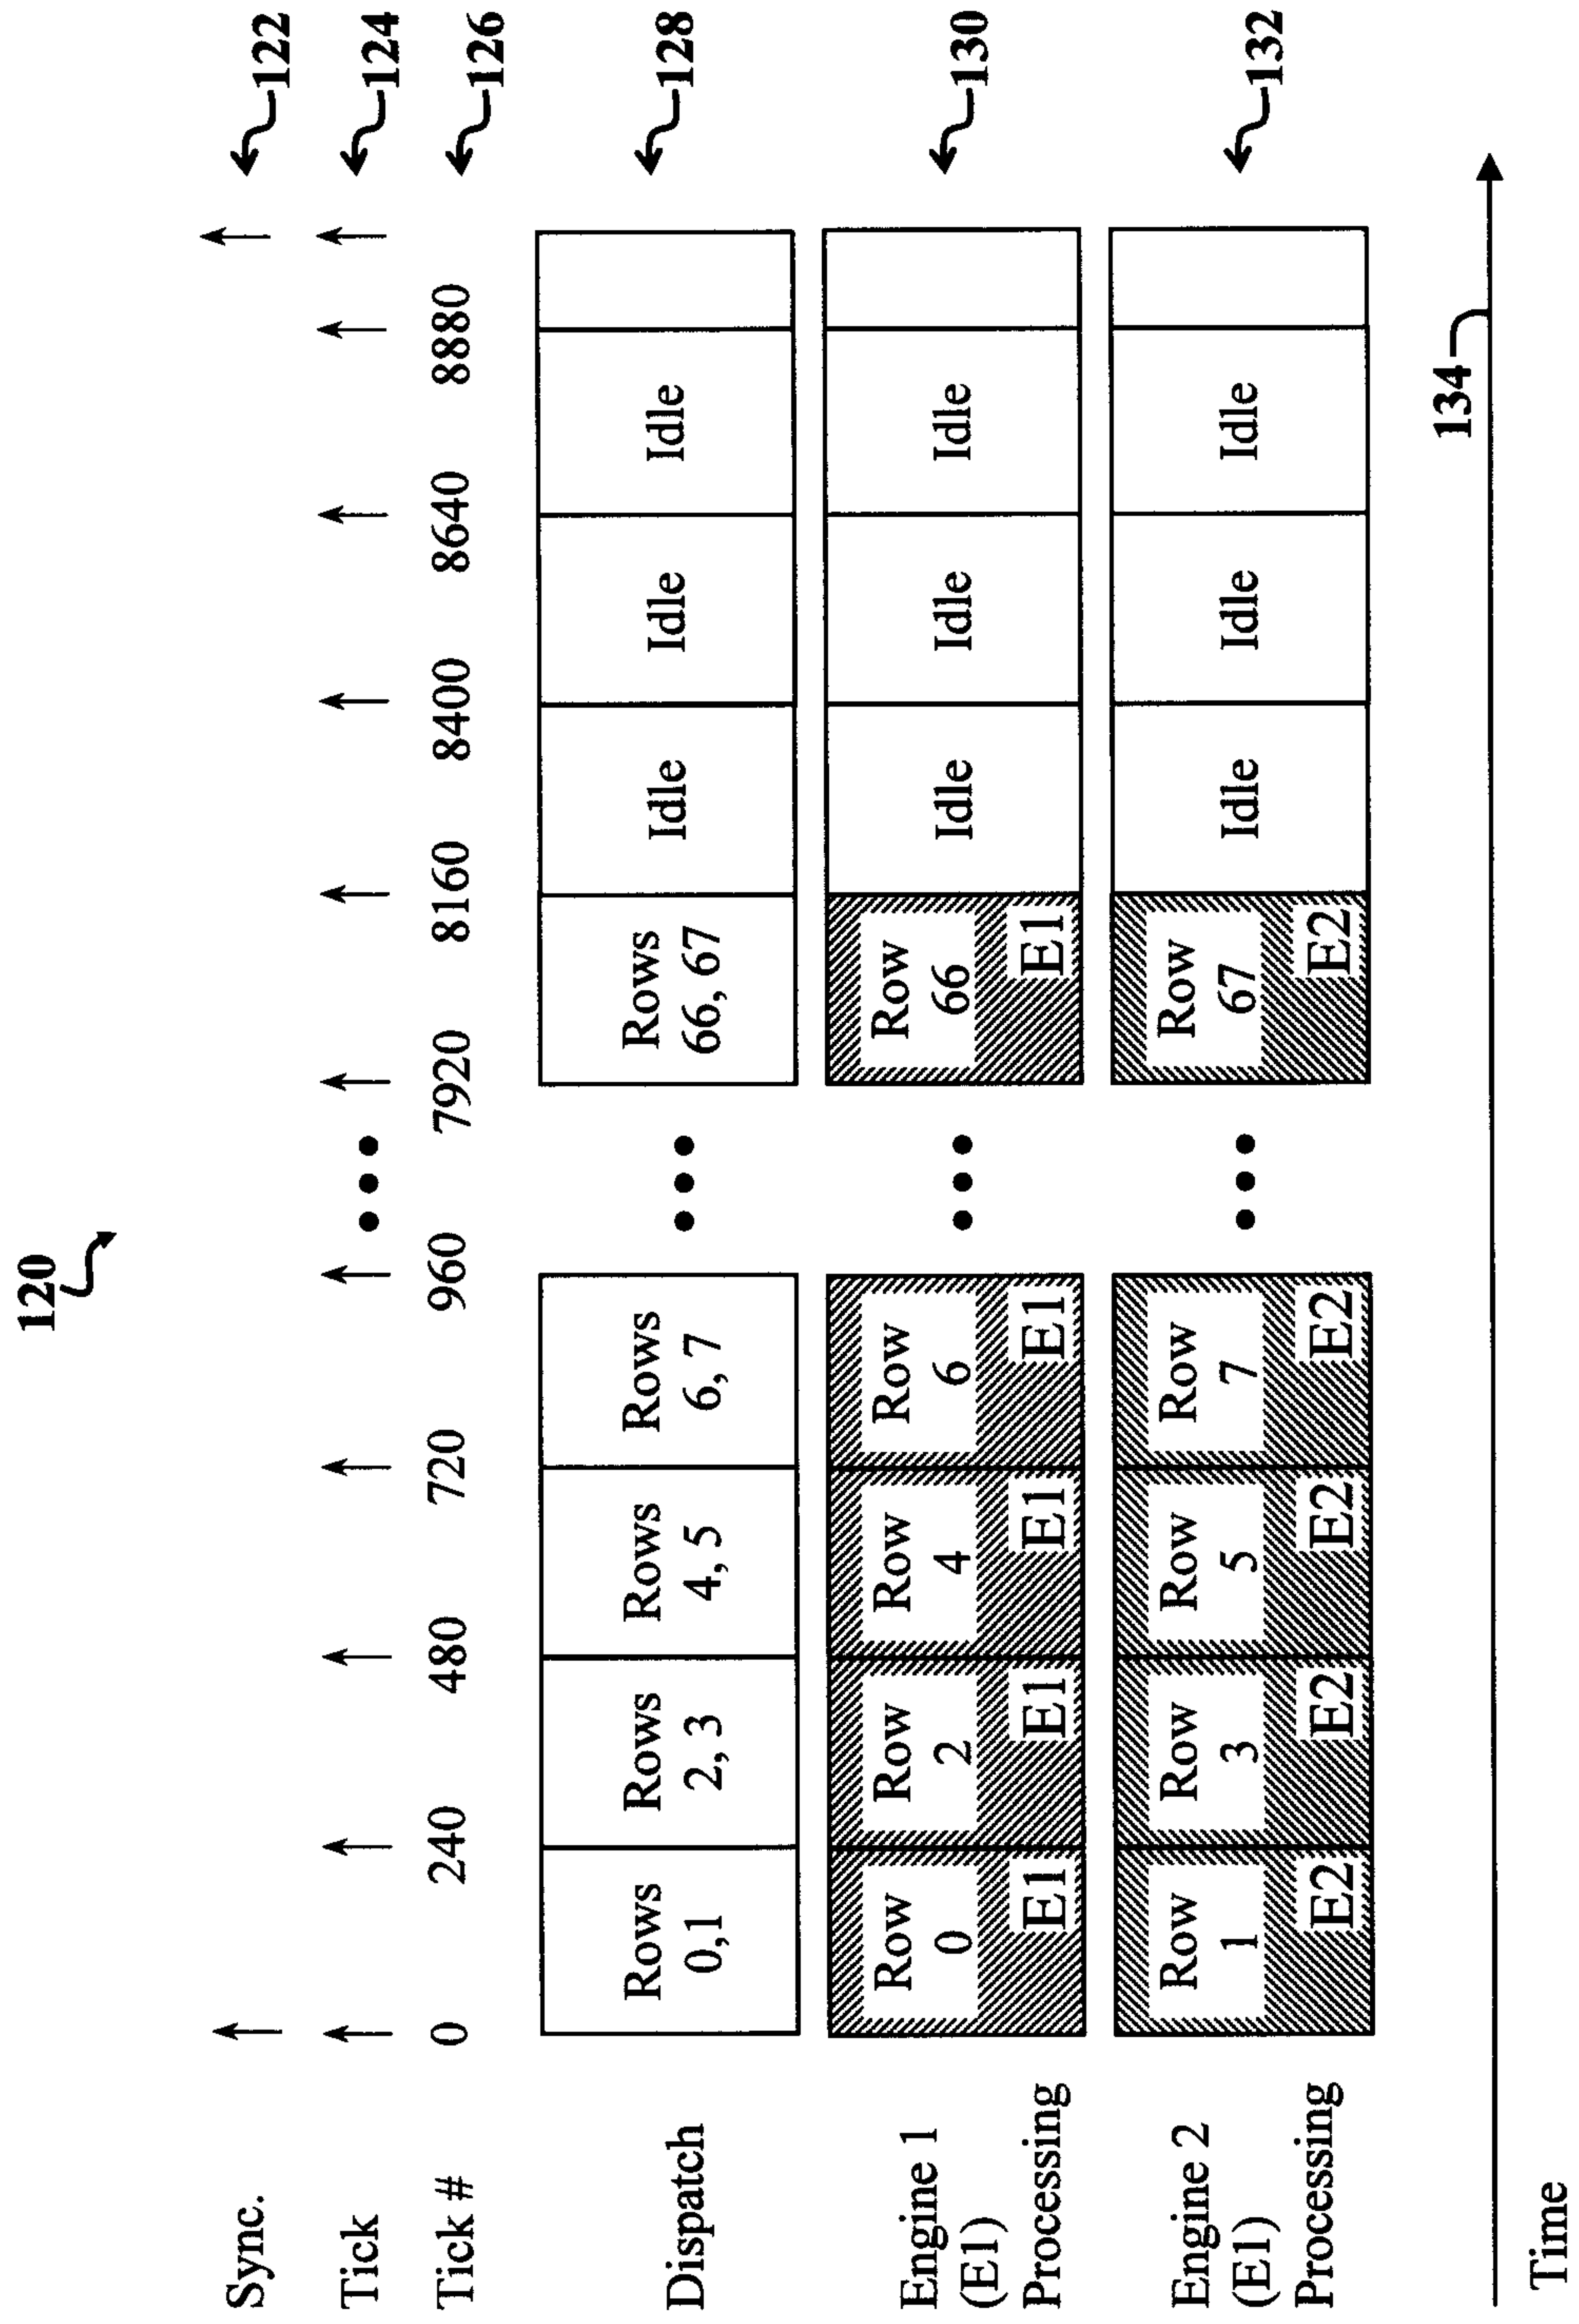 120
Sync.
122
Tick
124
Tick # 0 240 480 720 960 7920 8160 8400 8640 8880
126
Dispatch
Rows 0,1
Rows 2, 3
Rows 4, 5
Rows 6, 7
Rows 66, 67
Idle
Idle
Idle
128
Engine 1
(E1)
Processing
Row 0 E1
Row 2 E1
Row 4 E1
Row 6 E1
Row 66 E1
Idle
Idle
Idle
130
Engine 2
(E1)
Processing
Row 1 E2
Row 3 E2
Row 5 E2
Row 7 E2
Row 67 E2
Idle
Idle
Idle
132
134
Time